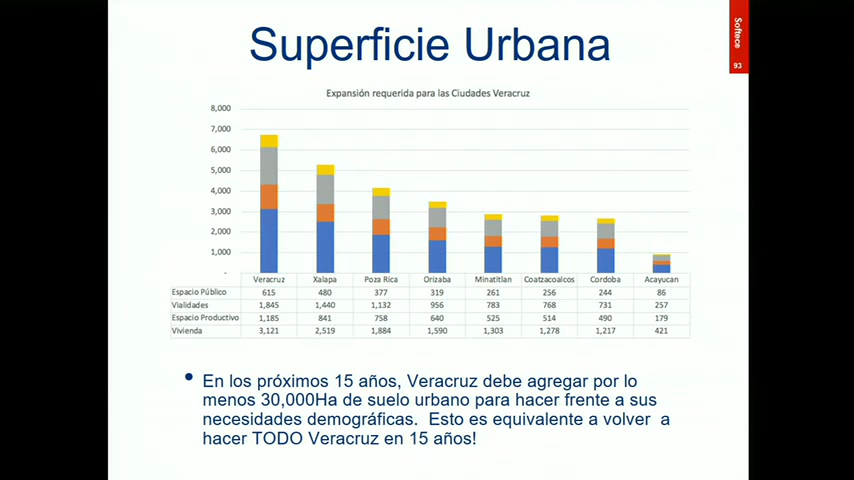 Superficie Urbana
Softece
93
Expansión requerida para las Ciudades Veracruz
8,000
7,000
6,000
5,000
4,000
3,000
2,000
1,000
-
Veracruz Xalapa Poza Rica Orizaba Minatitlan Coatzacoalcos Cordoba Acayucan
Espacio Público 615 480 377 319 261 256 244 86
Vialidades 1,845 1,440 1,132 956 783 768 731 257
Espacio Productivo 1,185 841 758 640 525 514 490 179
Vivienda 3,121 2,519 1,884 1,590 1,303 1,278 1,217 421
• En los próximos 15 años, Veracruz debe agregar por lo
menos 30,000Ha de suelo urbano para hacer frente a sus
necesidades demográficas. Esto es equivalente a volver a
hacer TODO Veracruz en 15 años!